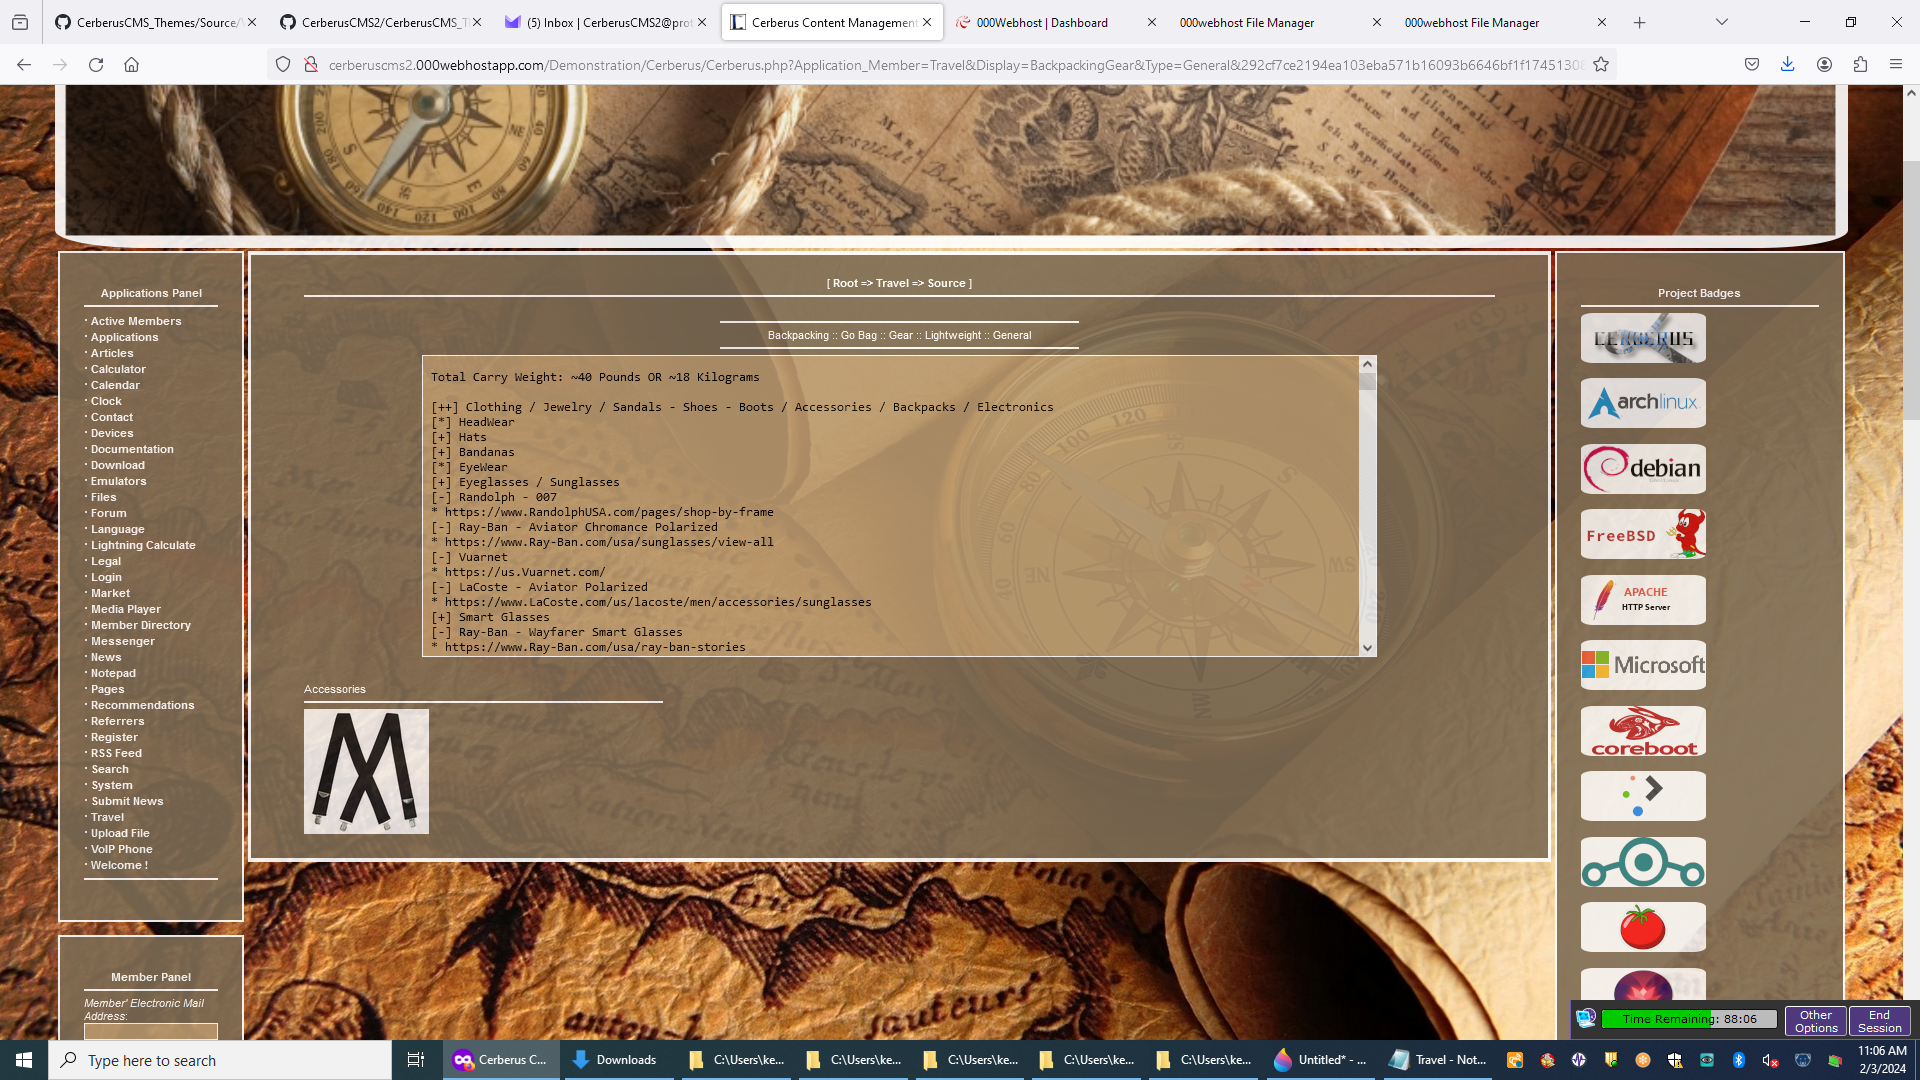 CerberusCMS_Themes/Source/
CerberusCMS2/CerberusCMS_T
(5) Inbox | CerberusCMS2@prot
Cerberus Content Management
000Webhost | Dashboard
000webhost File Manager
000webhost File Manager
cerberuscms2.000webhostapp.com/Demonstration/Cerberus/Cerberus.php?Application_Member=Travel&Display=BackpackingGear&Type=General&292cf7ce2194ea103eba571b16093b6646bf1f1745130
Applications Panel
· Active Members
· Applications
· Articles
· Calculator
· Calendar
· Clock
· Contact
· Devices
· Documentation
· Download
· Emulators
· Files
· Forum
· Language
· Lightning Calculate
· Legal
· Login
· Market
· Media Player
· Member Directory
· Messenger
· News
· Notepad
· Pages
· Recommendations
· Referrers
· Register
· RSS Feed
· Search
· System
· Submit News
· Travel
· Upload File
· VoIP Phone
· Welcome !
Member Panel
Member' Electronic Mail
Address:
[ Root => Travel => Source ]
Backpacking :: Go Bag :: Gear :: Lightweight :: General
Total Carry Weight: ~40 Pounds OR ~18 Kilograms
[++] Clothing / Jewelry / Sandals - Shoes - Boots / Accessories / Backpacks / Electronics
[*] HeadWear
[+] Hats
[+] Bandanas
[*] EyeWear
[+] Eyeglasses / Sunglasses
[-] Randolph - 007
* https://www.RandolphUSA.com/pages/shop-by-frame
[-] Ray-Ban - Aviator Chromance Polarized
* https://www.Ray-Ban.com/usa/sunglasses/view-all
[-] Vuarnet
* https://us.Vuarnet.com/
[-] LaCoste - Aviator Polarized
* https://www.LaCoste.com/us/lacoste/men/accessories/sunglasses
[+] Smart Glasses
[-] Ray-Ban - Wayfarer Smart Glasses
* https://www.Ray-Ban.com/usa/ray-ban-stories
Accessories
Project Badges
CERBERUS
archlinux
debian
FreeBSD
APACHE
HTTP Server
Microsoft
coreboot
Time Remaining: 88:06
Other
Options
End
Session
Type here to search
Cerberus C...
Downloads
C:\Users\ke...
C:\Users\ke...
C:\Users\ke...
C:\Users\ke...
C:\Users\ke...
Untitled* - ...
Travel - Not...
11:06 AM
2/3/2024